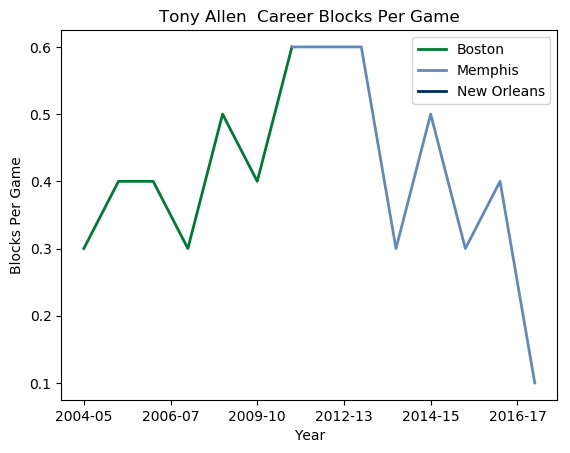 Tony Allen  Career Blocks Per Game
Boston
Memphis
New Orleans
Blocks Per Game
0.6
0.5
0.4
0.3
0.2
0.1
2004-05 2006-07 2009-10 2012-13 2014-15 2016-17
Year